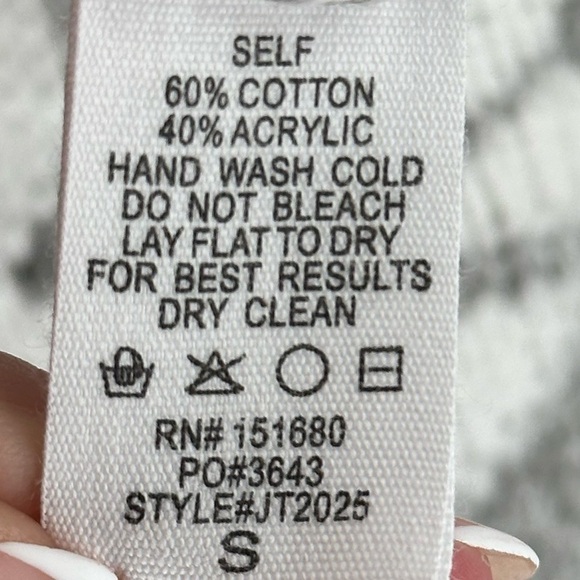 SELF
60% COTTON
40% ACRYLIC
HAND WASH COLD
DO NOT BLEACH
LAY FLAT TO DRY
FOR BEST RESULTS
DRY CLEAN
RN# 151680
PO#3643
STYLE#JT2025
S